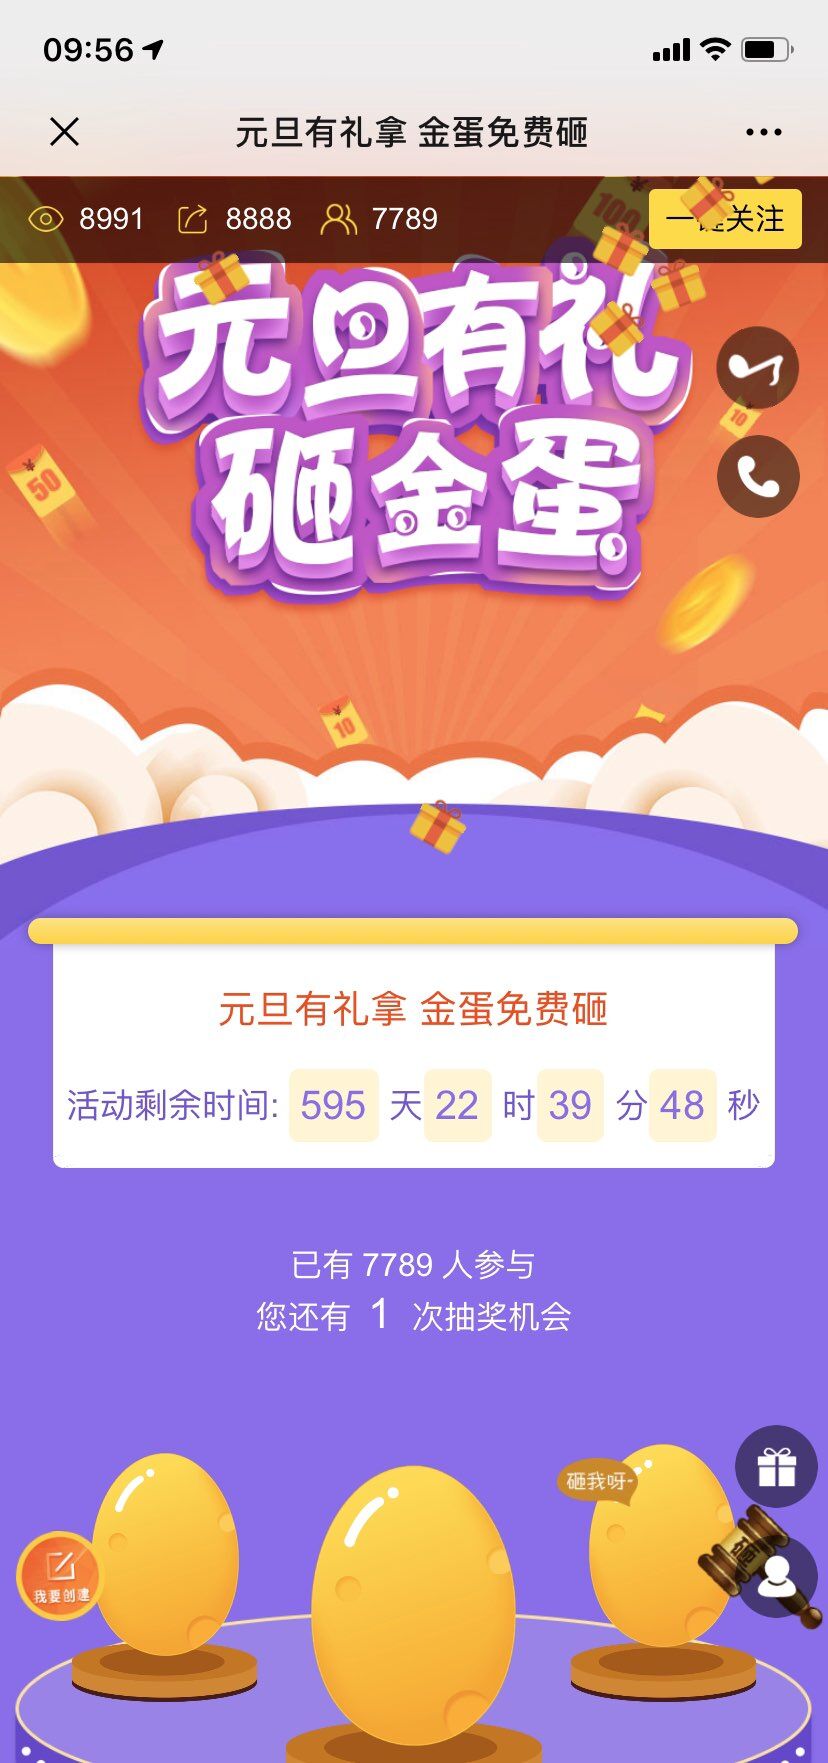 09:56
元旦有礼拿 金蛋免费砸
8991 8888 7789
一键关注
100
元旦有礼
砸金蛋
10
50
10
元旦有礼拿 金蛋免费砸
活动剩余时间: 595 天 22 时 39 分 48 秒
已有 7789 人参与
您还有 1 次抽奖机会
砸我呀~
砸
我要创建